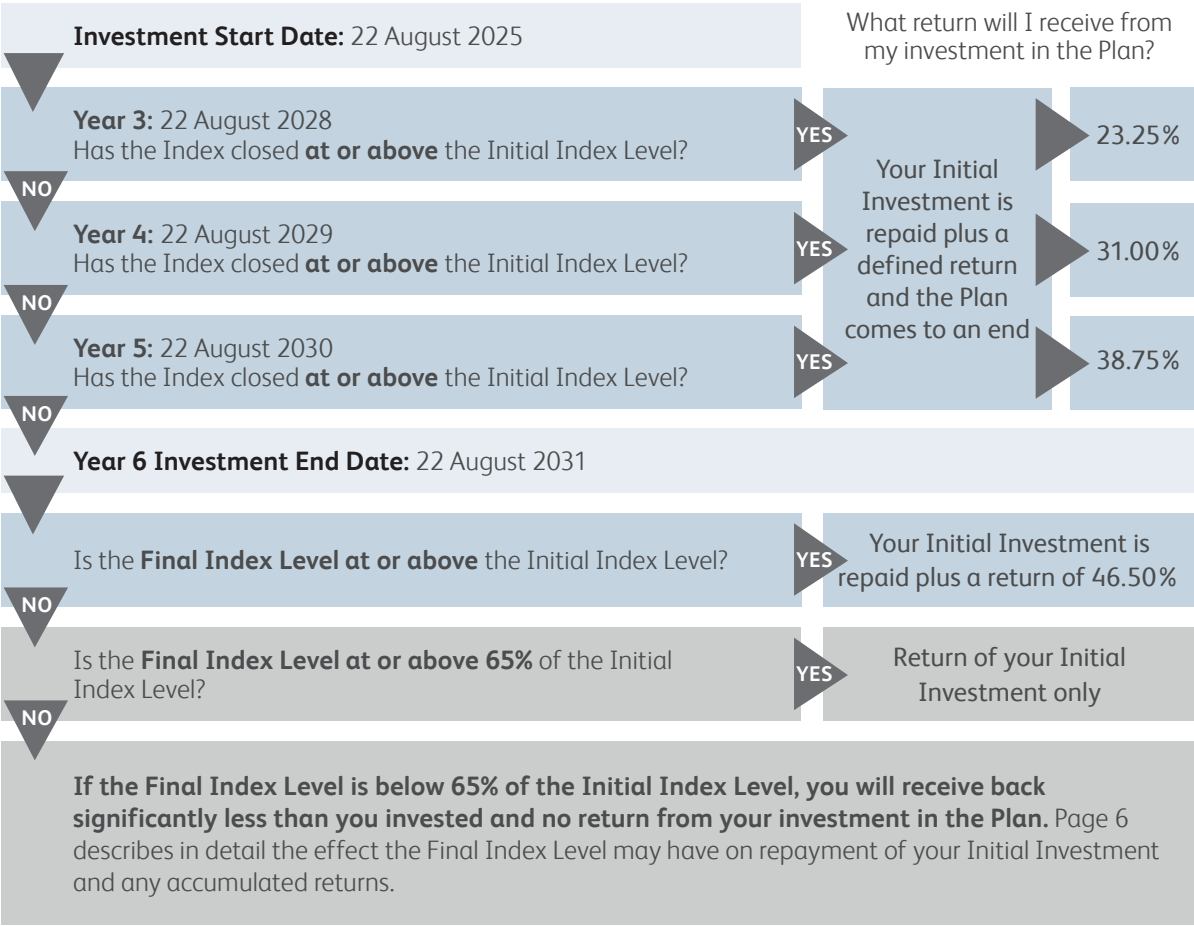 Investment Start Date: 22 August 2025
What return will I receive from
my investment in the Plan?
Year 3: 22 August 2028
Has the Index closed at or above the Initial Index Level?
YES
23.25%
NO
Year 4: 22 August 2029
Has the Index closed at or above the Initial Index Level?
YES
31.00%
NO
Year 5: 22 August 2030
Has the Index closed at or above the Initial Index Level?
YES
38.75%
Your Initial
Investment is
repaid plus a
defined return
and the Plan
comes to an end
NO
Year 6 Investment End Date: 22 August 2031
Is the Final Index Level at or above the Initial Index Level?
YES
Your Initial Investment is
repaid plus a return of 46.50%
NO
Is the Final Index Level at or above 65% of the Initial
Index Level?
YES
Return of your Initial
Investment only
NO
If the Final Index Level is below 65% of the Initial Index Level, you will receive back
significantly less than you invested and no return from your investment in the Plan. Page 6
describes in detail the effect the Final Index Level may have on repayment of your Initial Investment
and any accumulated returns.